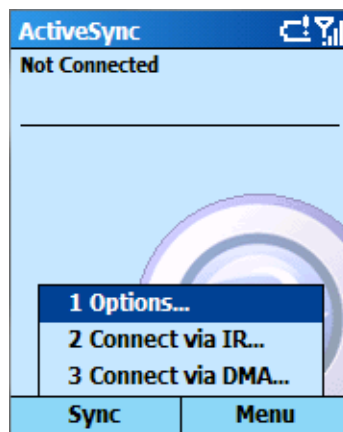 ActiveSync
Not Connected
1 Options...
2 Connect via IR...
3 Connect via DMA...
Sync Menu